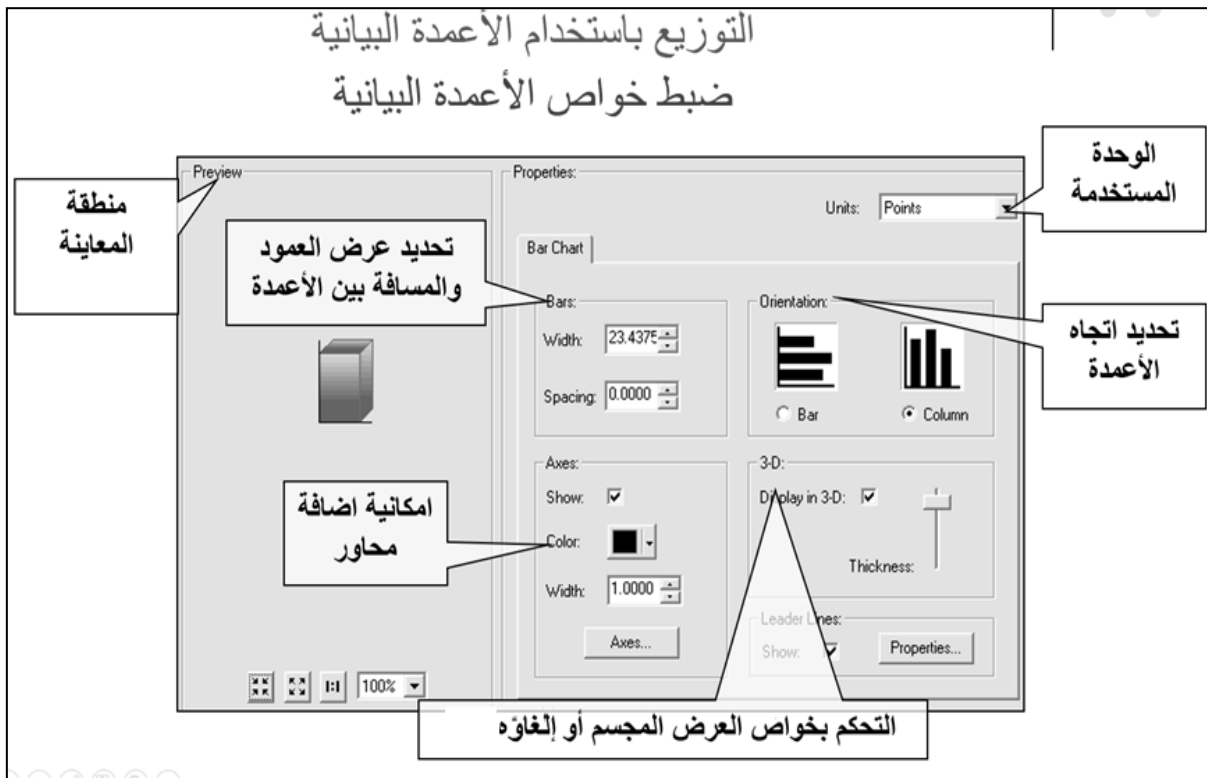 التوزيع باستخدام الأعمدة البيانية
ضبط خواص الأعمدة البيانية
الوحدة
المستخدمة
منطقة
المعاينة
Preview
Properties:
Units: Points
تحديد عرض العمود
والمسافة بين الأعمدة
Bar Chart
Bars:
Width: 23.4375
Spacing: 0.0000
Orientation:
Bar
Column
تحديد اتجاه
الأعمدة
امكانية اضافة
محاور
Axes:
Show:
Color:
Width: 1.0000
Axes...
3-D:
Display in 3-D:
Thickness:
Leader Lines:
Show:
Properties...
1:1
100%
التحكم بخواص العرض المجسم أو إلغاؤه